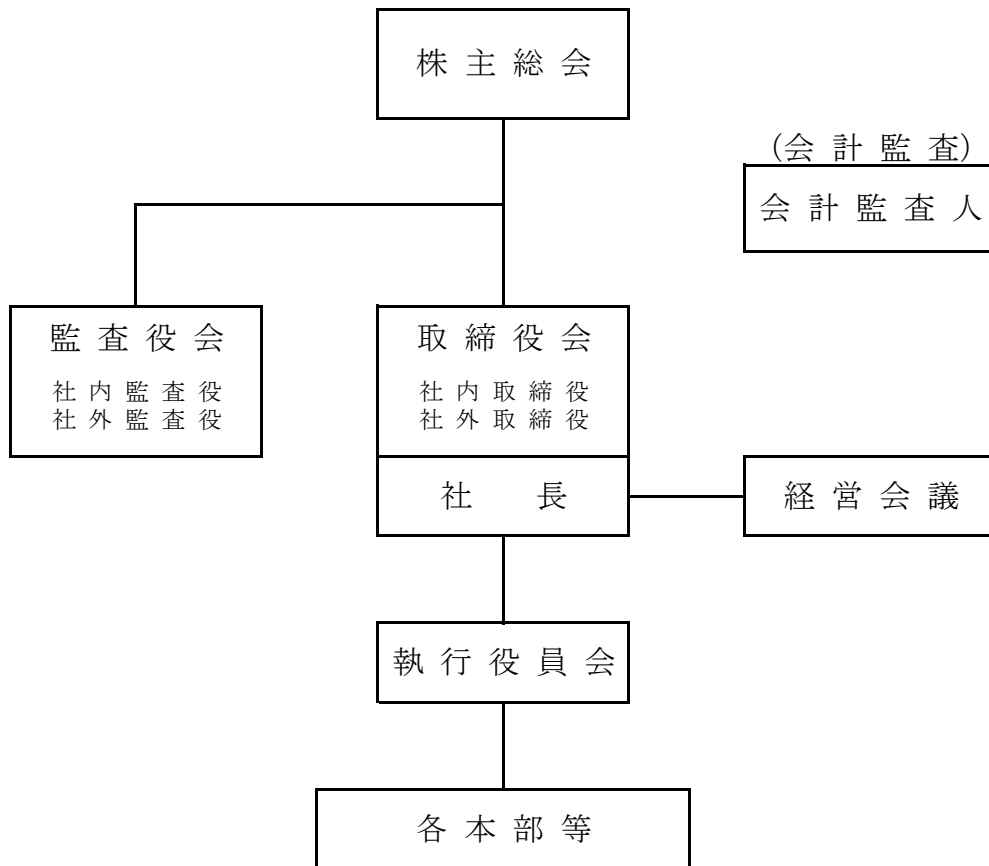 株主総会
(会計監査)
会計監査人
監査役会
社内監査役
社外監査役
取締役会
社内取締役
社外取締役
社 長
経営会議
執行役員会
各本部等